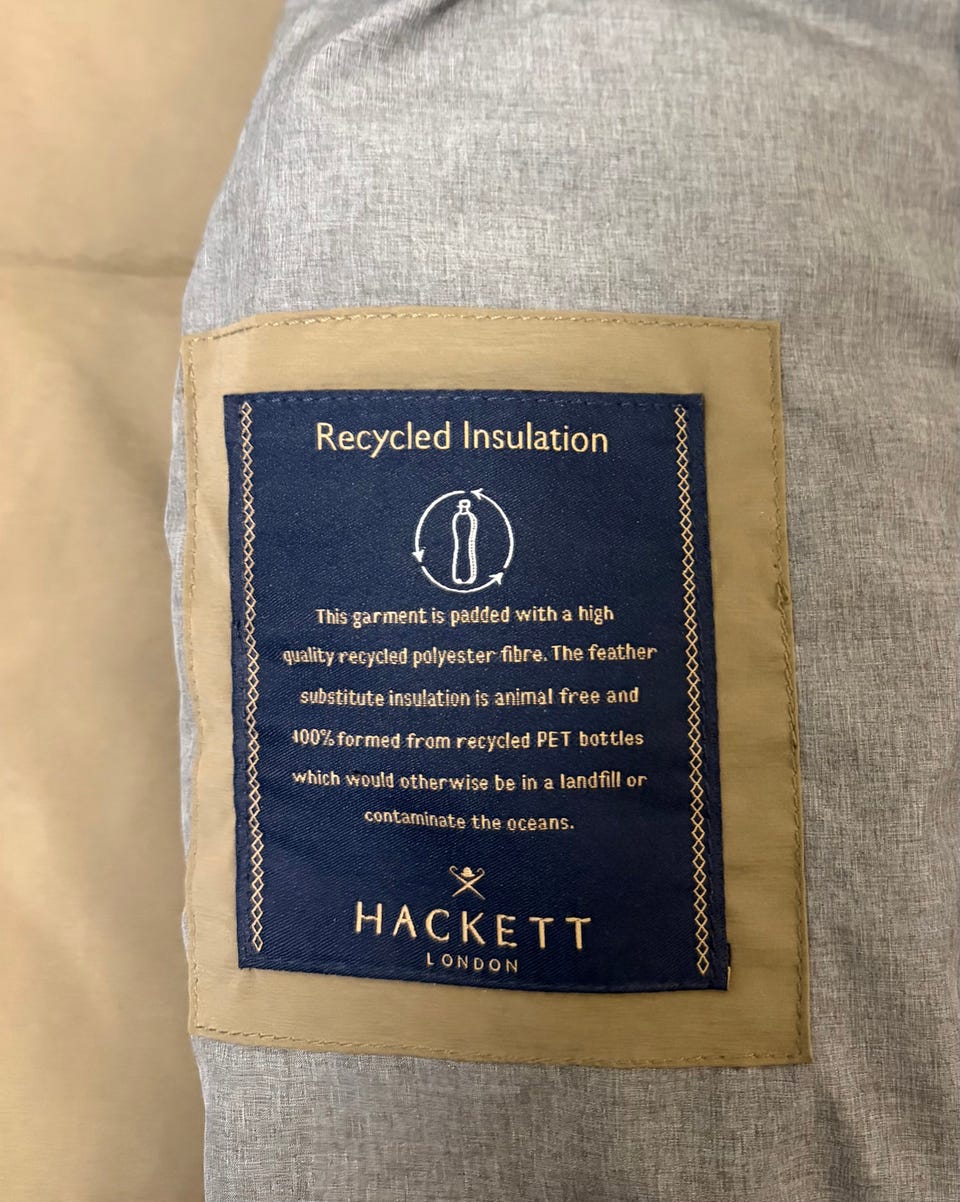 Recycled Insulation
This garment is padded with a high
quality recycled polyester fibre. The feather
substitute insulation is animal free and
100% formed from recycled PET bottles
which would otherwise be in a landfill or
contaminate the oceans.
HACKETT
LONDON